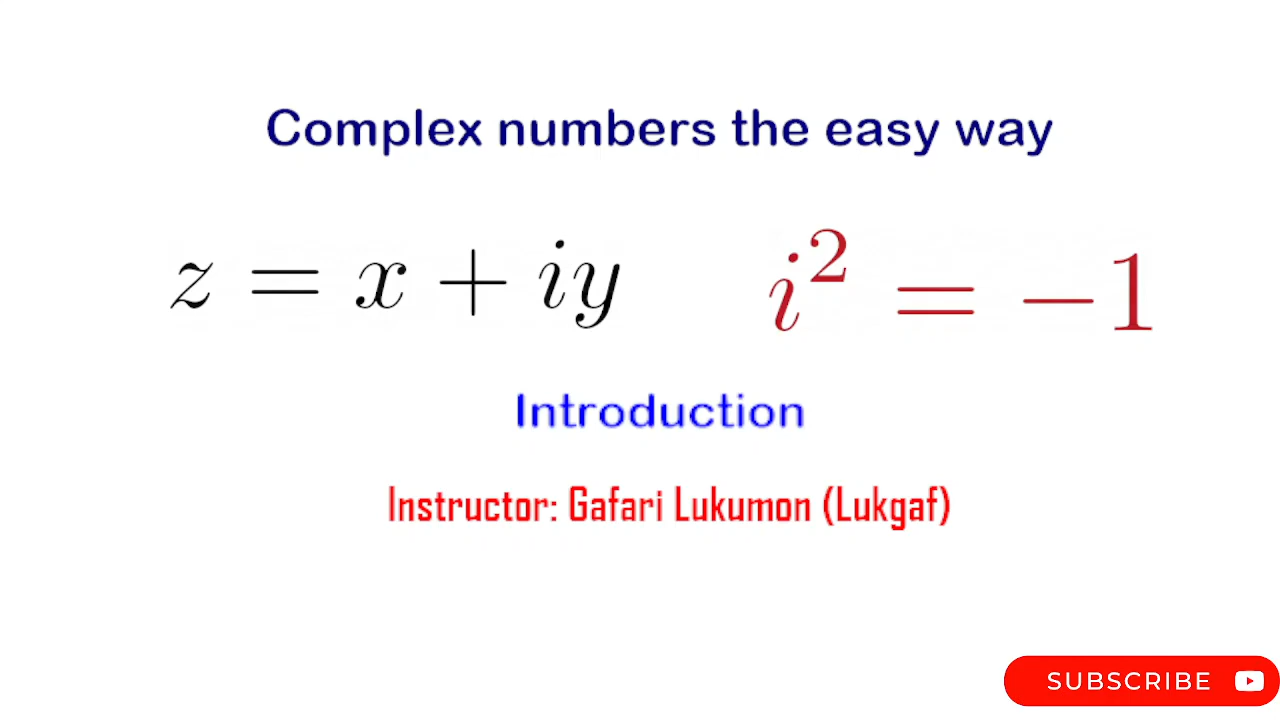 Complex numbers the easy way
z = x + iy i² = −1
Introduction
Instructor: Gafari Lukumon (Lukgaf)
SUBSCRIBE